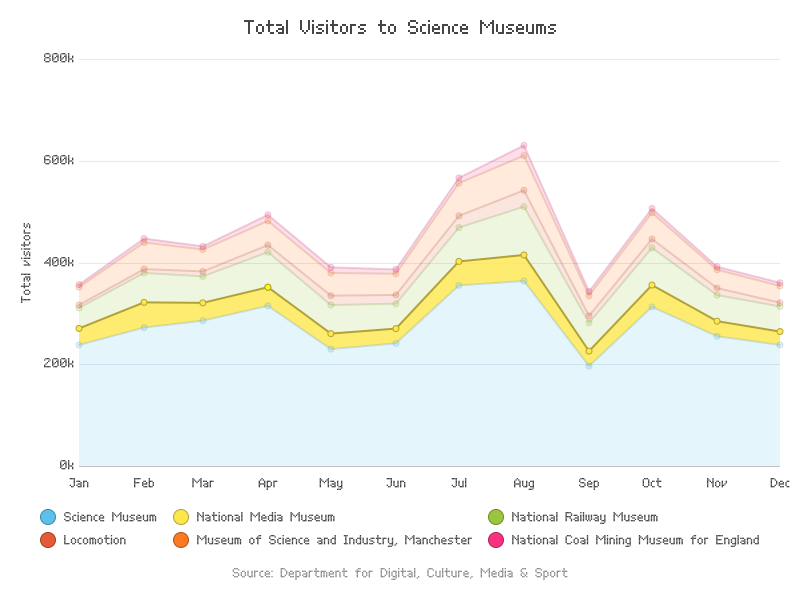 Total Visitors to Science Museums
800k
600k
400k
200k
0k
Total visitors
Jan Feb Mar Apr May Jun Jul Aug Sep Oct Nov Dec
Science Museum National Media Museum National Railway Museum
Locomotion Museum of Science and Industry, Manchester National Coal Mining Museum for England
Source: Department for Digital, Culture, Media & Sport